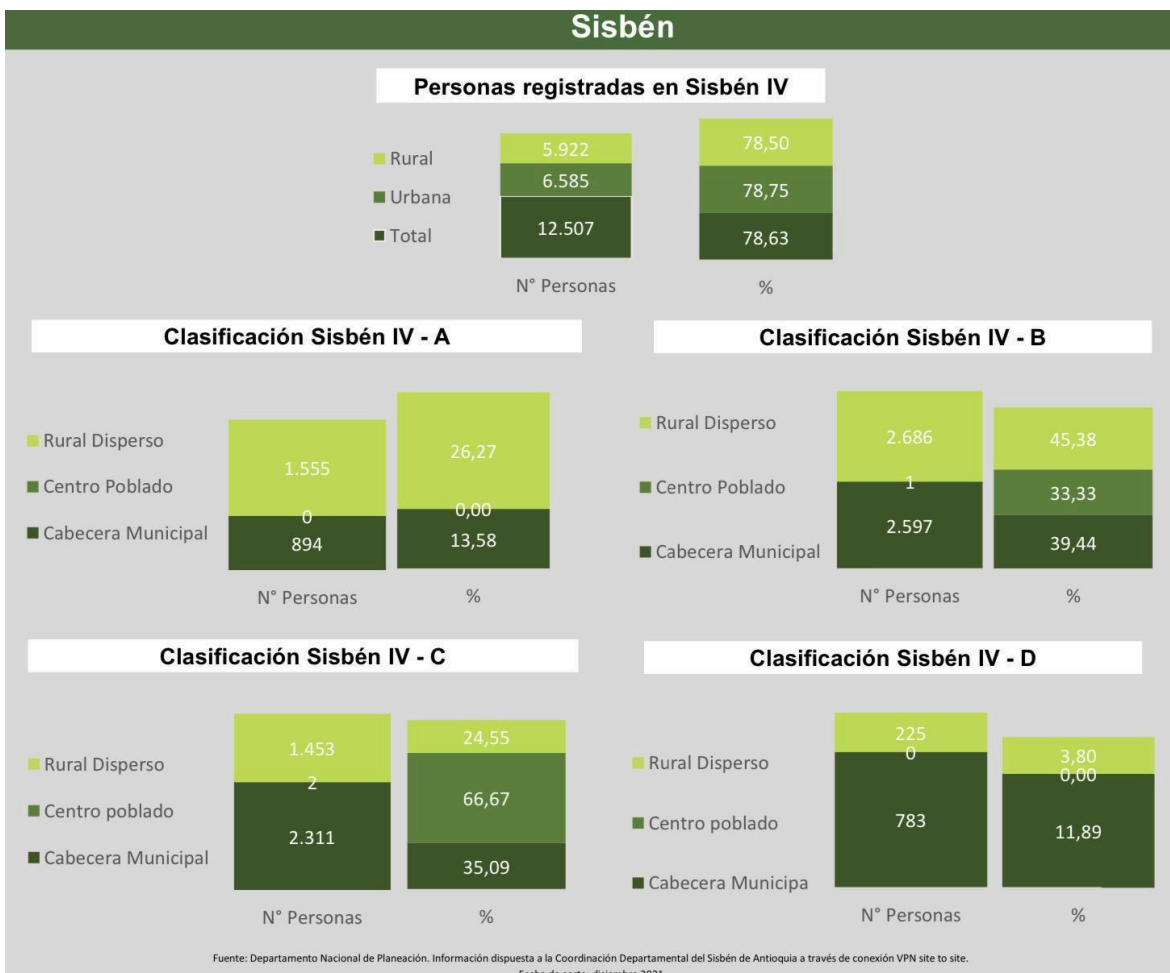 Sisbén
Personas registradas en Sisbén IV
Rural
Urbana
Total
5.922
6.585
12.507
78,50
78,75
78,63
N° Personas
%
Clasificación Sisbén IV - A
Rural Disperso
Centro Poblado
Cabecera Municipal
1.555
0
894
26,27
0,00
13,58
N° Personas
%
Clasificación Sisbén IV - B
Rural Disperso
Centro Poblado
Cabecera Municipal
2.686
1
2.597
45,38
33,33
39,44
N° Personas
%
Clasificación Sisbén IV - C
Rural Disperso
Centro poblado
Cabecera Municipal
1.453
2
2.311
24,55
66,67
35,09
N° Personas
%
Clasificación Sisbén IV - D
Rural Disperso
Centro poblado
Cabecera Municipa
225
0
783
3,80
0,00
11,89
N° Personas
%
Fuente: Departamento Nacional de Planeación. Información dispuesta a la Coordinación Departamental del Sisbén de Antioquia a través de conexión VPN site to site.
Fecha de corte: diciembre 2021